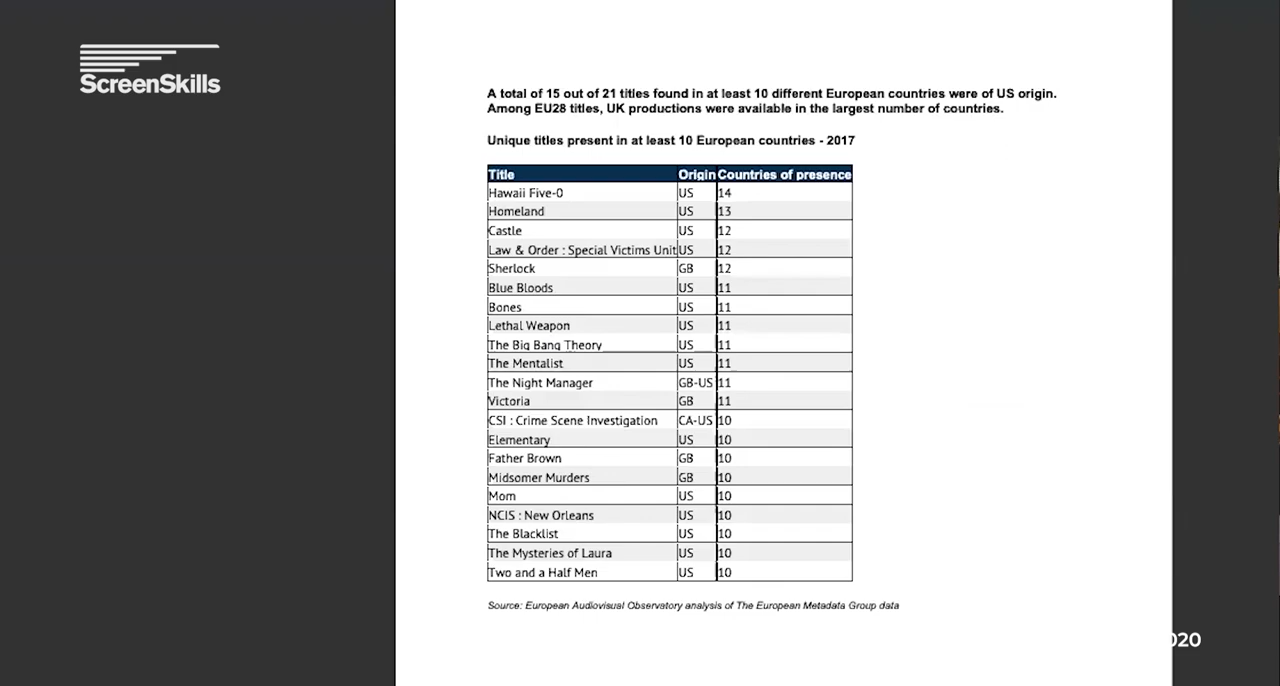 ScreenSkills
A total of 15 out of 21 titles found in at least 10 different European countries were of US origin.
Among EU28 titles, UK productions were available in the largest number of countries.
Unique titles present in at least 10 European countries - 2017
Title Origin Countries of presence
Hawaii Five-0 US 14
Homeland US 13
Castle US 12
Law & Order : Special Victims Unit US 12
Sherlock GB 12
Blue Bloods US 11
Bones US 11
Lethal Weapon US 11
The Big Bang Theory US 11
The Mentalist US 11
The Night Manager GB-US 11
Victoria GB 11
CSI : Crime Scene Investigation CA-US 10
Elementary US 10
Father Brown GB 10
Midsomer Murders GB 10
Mom US 10
NCIS : New Orleans US 10
The Blacklist US 10
The Mysteries of Laura US 10
Two and a Half Men US 10
Source: European Audiovisual Observatory analysis of The European Metadata Group data
020